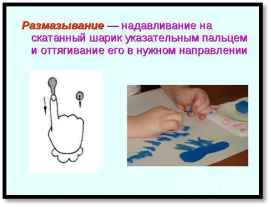 Размазывание — надавливание на
скатанный шарик указательным пальцем
и оттягивание его в нужном направлении